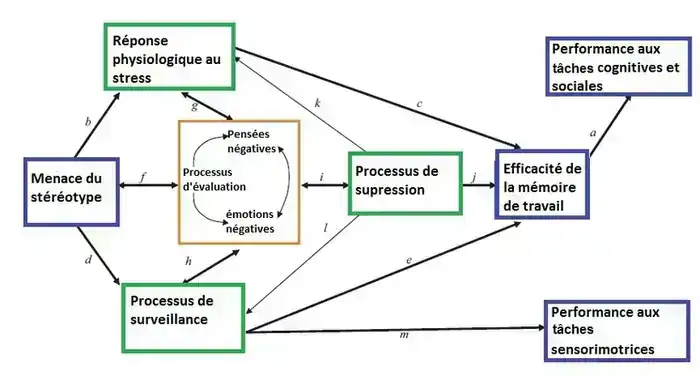 Réponse
physiologique au
stress
Performance aux
tâches cognitives et
sociales
k
c
b
g
a
Pensées
négatives
Menace du
stéréotype
f
Processus
d'évaluation
i
Processus de
supression
j
Efficacité de
la mémoire
de travail
émotions
négatives
l
d
h
e
Processus de
surveillance
m
Performance aux
tâches
sensorimotrices